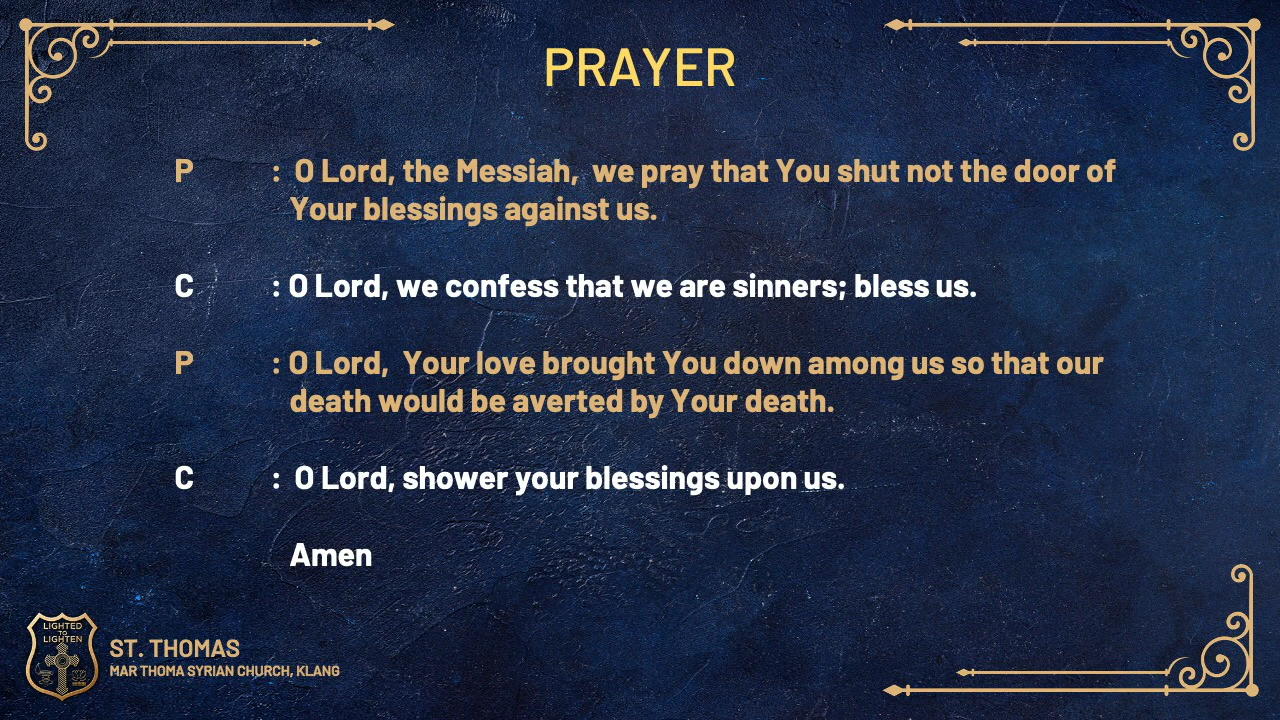 PRAYER
P : O Lord, the Messiah, we pray that You shut not the door of
Your blessings against us.
C : O Lord, we confess that we are sinners; bless us.
P : O Lord, Your love brought You down among us so that our
death would be averted by Your death.
C : O Lord, shower your blessings upon us.
Amen
LIGHTED
TO
LIGHTEN
ST. THOMAS
MAR THOMA SYRIAN CHURCH, KLANG